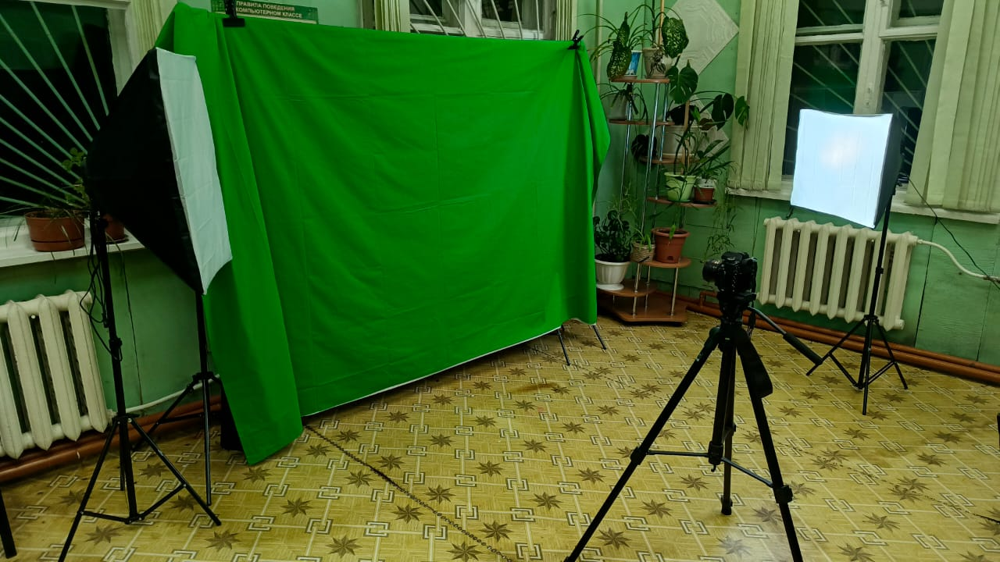 ПРАВИЛА ПОВЕДЕНИЯ
КОМПЬЮТЕРНОМ КЛАССЕ